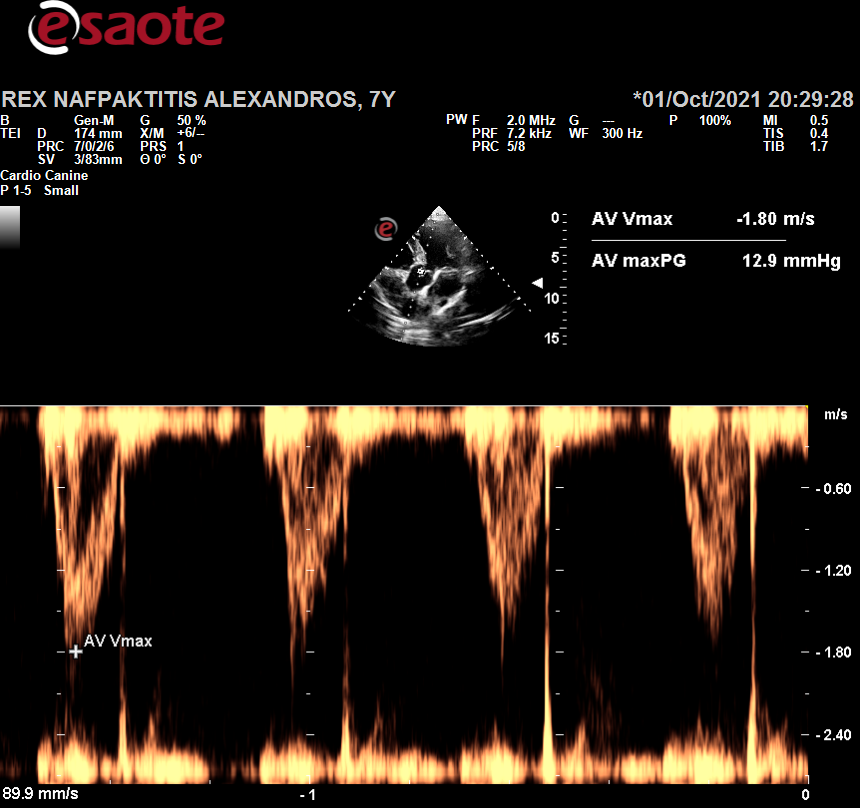 esaote
REX NAFPAKTITIS ALEXANDROS, 7Y *01/Oct/2021 20:29:28
B Gen-M G 50 % PW F 2.0 MHz G --- P 100% MI 0.5
TEI D 174 mm X/M +6/-- PRF 7.2 kHz WF 300 Hz TIS 0.4
PRC 7/0/2/6 PRS 1 PRC 5/8 TIB 1.7
SV 3/83mm Θ 0° S 0°
Cardio Canine
P 1-5 Small
e
0
5
10
15
AV Vmax -1.80 m/s
AV maxPG 12.9 mmHg
m/s
- 0.60
- 1.20
AV Vmax
- 1.80
- 2.40
89.9 mm/s -1 0